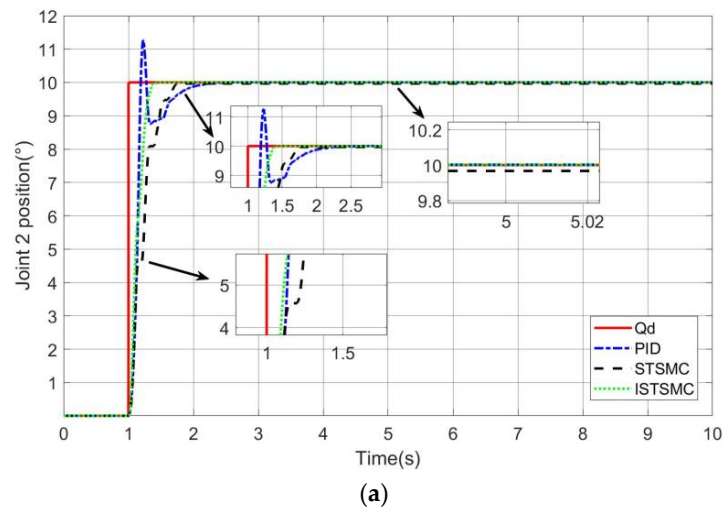 12
11
10
9
8
7
6
5
4
3
2
1
Joint 2 position(°)
11
10
9
1 1.5 2 2.5
10.2
10
9.8
5 5.02
5
4
1 1.5
Qd
PID
STSMC
ISTSMC
0 1 2 3 4 5 6 7 8 9 10
Time(s)
(a)